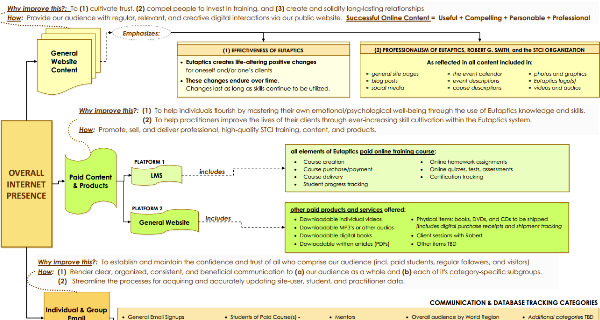 Why improve this?: To (1) cultivate trust, (2) compel people to invest in training, and (3) create and solidify long-lasting relationships
How: Provide our audience with regular, relevant, and creative digital interactions via our public website. Successful Online Content = Useful + Compelling + Personable + Professional
General
Website
Content
Emphasizes:
(1) EFFECTIVENESS OF EUTAPTICS
• Eutaptics creates life-altering positive changes
for oneself and/or one's clients
• These changes endure over time.
Changes last as long as skills continue to be utilized.
(2) PROFESSIONALISM OF EUTAPTICS, ROBERT G. SMITH, and the STCI ORGANIZATION
As reflected in all content included in:
• general site pages
• blog posts
• social media
• the event calendar
• event descriptions
• course descriptions
• photos and graphics
• Eutaptics logo(s)
• videos and audios
Why improve this?: (1) To help individuals flourish by mastering their own emotional/psychological well-being through the use of Eutaptics knowledge and skills.
(2) To help practitioners improve the lives of their clients through ever-increasing skill cultivation within the Eutaptics system.
How: Promote, sell, and deliver professional, high-quality STCI training, content, and products.
OVERALL
INTERNET
PRESENCE
Paid Content
& Products
PLATFORM 1
LMS
includes
all elements of Eutaptics paid online training course:
• Course creation
• Course purchase/payment
• Course delivery
• Student progress tracking
• Online homework assignments
• Online quizzes, tests, assessments
• Certification tracking
PLATFORM 2
General Website
Includes
other paid products and services offered:
• Downloadable individual videos
• Downloadable MP3's or other audios
• Downloadable digital books
• Downloadable written articles (PDFs)
• Physical items: books, DVDs, and CDs to be shipped
(includes digital purchase receipts and shipment tracking
• Client sessions with Robert
• Other items TBD
Why improve this?: To establish and maintain the confidence and trust of all who comprise our audience (incl. paid students, regular followers, and visitors)
How: (1) Render clear, organized, consistent, and beneficial communication to (a) our audience as a whole and (b) each of it's category-specific subgroups.
(2) Streamline the processes for acquiring and accurately updating site-user, student, and practitioner data.
COMMUNICATION & DATABASE TRACKING CATEGORIES
Individual & Group
Email
• General Email Signups
• Students of Paid Course(s) -
• Mentors
• Overall audience by World Region
• Additional categories TBD